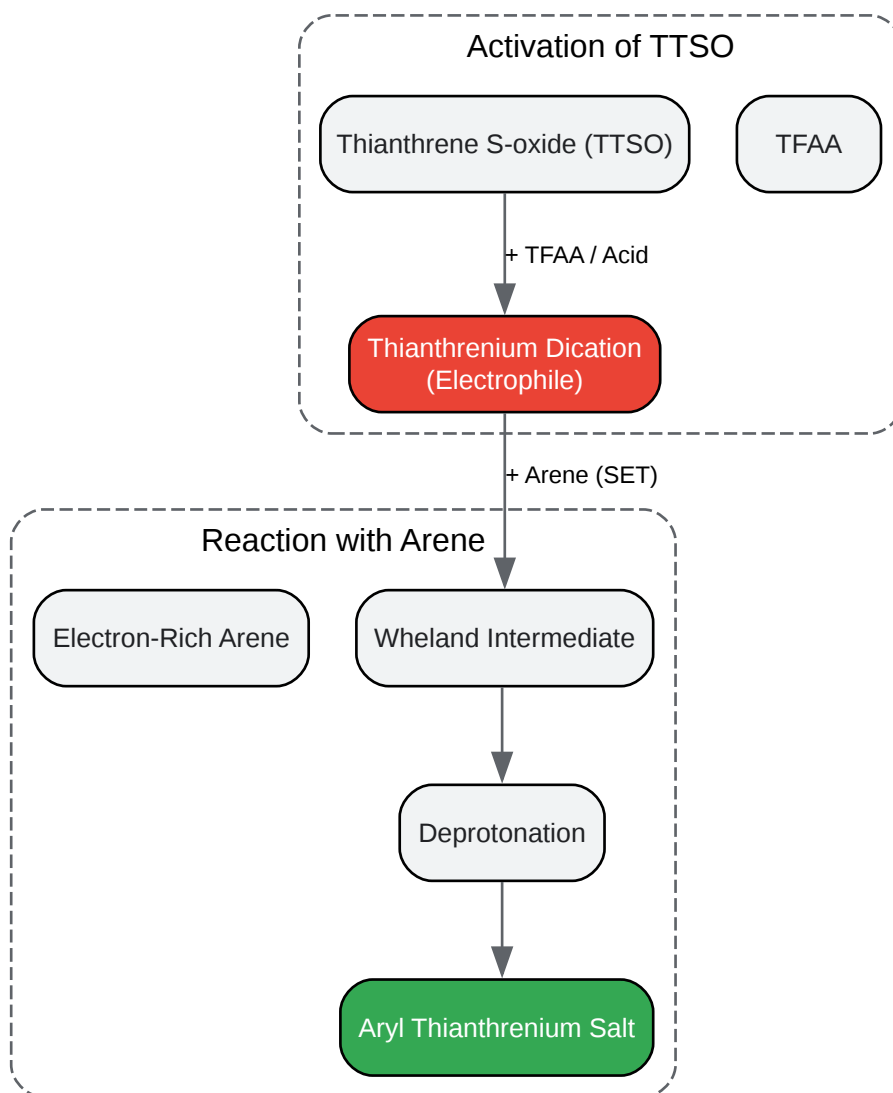 Activation of TTSO
Thianthrene S-oxide (TTSO)
TFAA
+ TFAA / Acid
Thianthrenium Dication
(Electrophile)
+ Arene (SET)
Reaction with Arene
Electron-Rich Arene
Wheland Intermediate
Deprotonation
Aryl Thianthrenium Salt